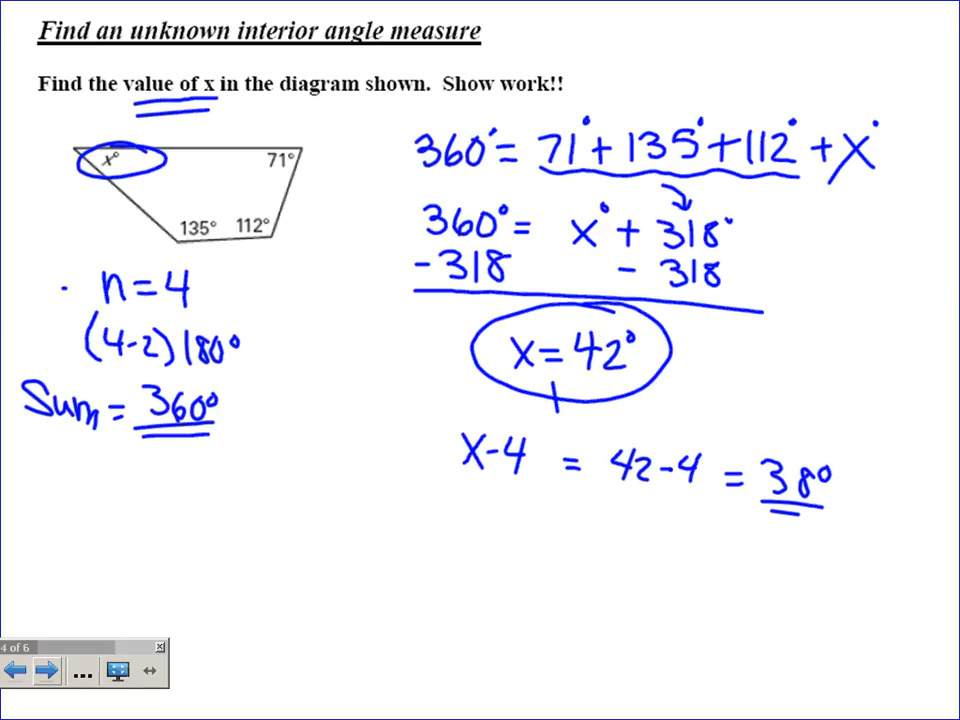 Find an unknown interior angle measure
Find the value of x in the diagram shown. Show work!!
x°
71°
135°
112°
n = 4
(4-2)180°
Sum = 360°
360° = 71° + 135° + 112° + x°
360° = x° + 318°
- 318 - 318
x = 42°
x - 4 = 42 - 4 = 38°
4 of 6